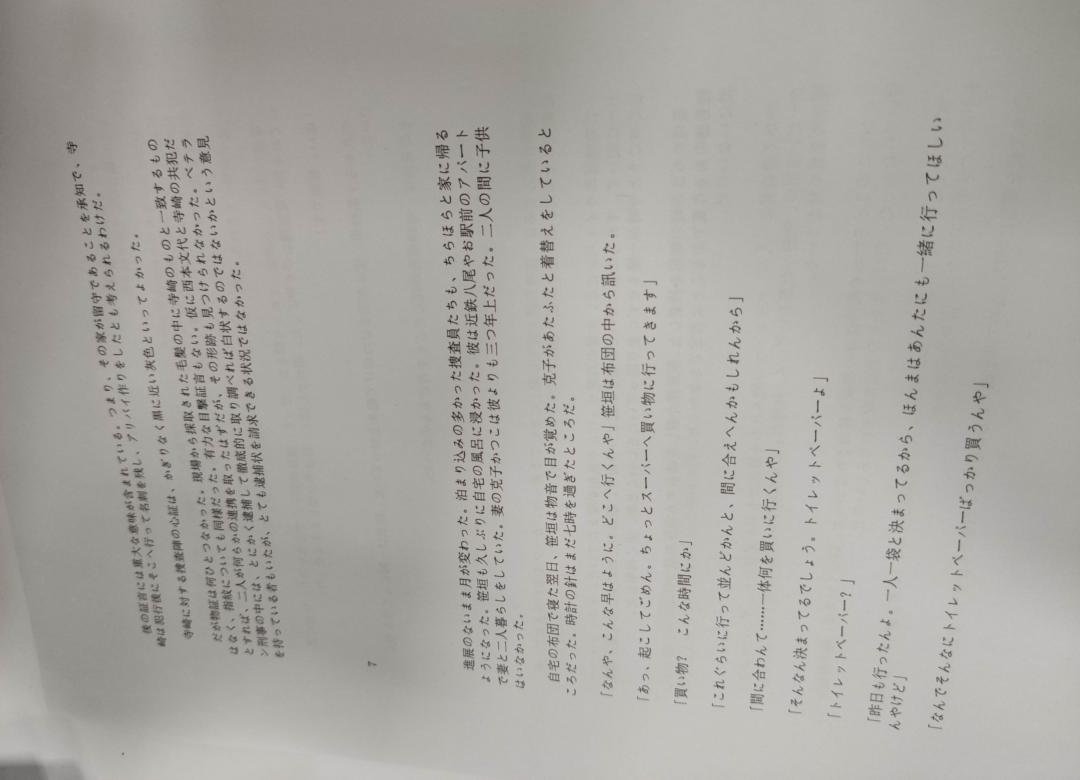 後の証言には重大な意味が含まれている。つまり、その家が留守であることを承知で、寺
崎は犯行後にそこへ行って名刺を残し、アリバイ作りをしたとも考えられるわけだ。
寺崎に対する捜査陣の心証は、かぎりなく黒に近い灰色といってよかった。
だが物証は何ひとつなかった。現場から採取された毛髪の中に寺崎のものと一致するもの
はなく、指紋についても同様だった。有力な目撃証言もない。仮に西本文代と寺崎の共犯だ
とすれば、二人が何らかの連携を取ったはずだが、その形跡も見つけられなかった。ベテラ
ン刑事の中には、とにかく逮捕して徹底的に取り調べれば白状するのではないかという意見
を持っている者もいたが、とても逮捕状を請求できる状況ではなかった。
7
進展のないまま月が変わった。泊まり込みの多かった捜査員たちも、ちらほらと家に帰る
ようになった。笹垣も久しぶりに自宅の風呂に浸かった。彼は近鉄八尾やお駅前のアパート
で妻と二人暮らしをしていた。妻の克子かつこは彼よりも三つ年上だった。二人の間に子供
はいなかった。
自宅の布団で寝た翌日、笹垣は物音で目が覚めた。克子があたふたと着替えをしていると
ころだった。時計の針はまだ七時を過ぎたところだ。
「なんや、こんな早はように。どこへ行くんや」笹垣は布団の中から訊いた。
「あっ、起こしてごめん。ちょっとスーパーへ買い物に行ってきます」
「買い物?　こんな時間にか」
「これぐらいに行って並んどかんと、間に合えへんかもしれんから」
「間に合わんて………一体何を買いに行くんや」
「そんなん決まってるでしょう。トイレットペーパーよ」
「トイレットペーパー?」
「昨日も行ったんよ。一人一袋と決まってるから、ほんまはあんたにも一緒に行ってほしい
んやけど」
「なんでそんなにトイレットペーパーばっかり買うんや」